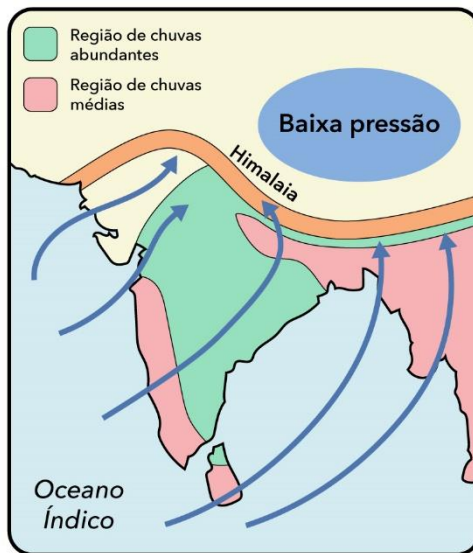 Região de chuvas
abundantes
Região de chuvas
médias
Baixa pressão
Himalaia
Oceano
Índico